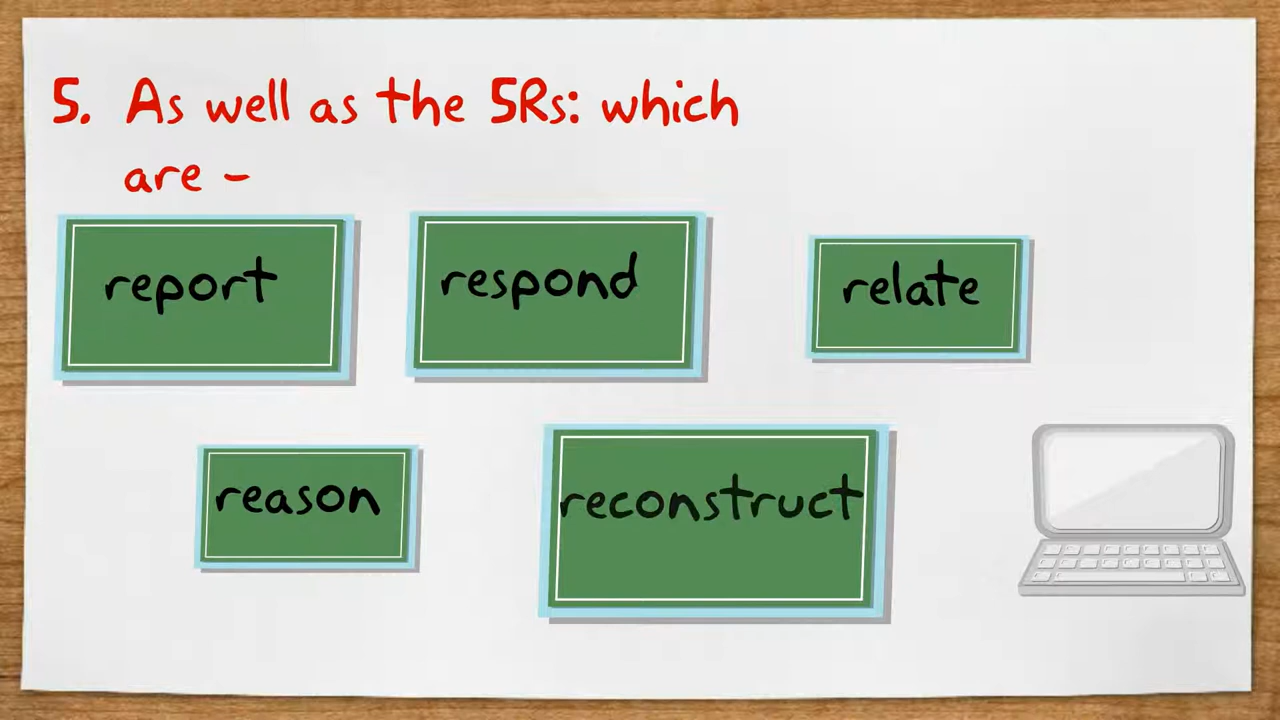 5. As well as the 5Rs: which
are -
report
respond
relate
reason
reconstruct